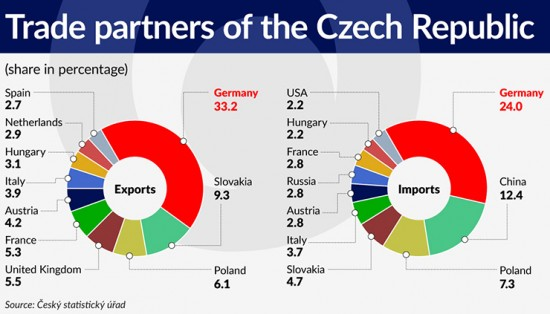 Trade partners of the Czech Republic
(share in percentage)
Spain
2.7
Netherlands
2.9
Hungary
3.1
Italy
3.9
Austria
4.2
France
5.3
United Kingdom
5.5
Germany
33.2
Slovakia
9.3
Poland
6.1
Exports
USA
2.2
Hungary
2.2
France
2.8
Russia
2.8
Austria
2.8
Italy
3.7
Slovakia
4.7
Germany
24.0
China
12.4
Poland
7.3
Imports
Source: Český statistický úřad